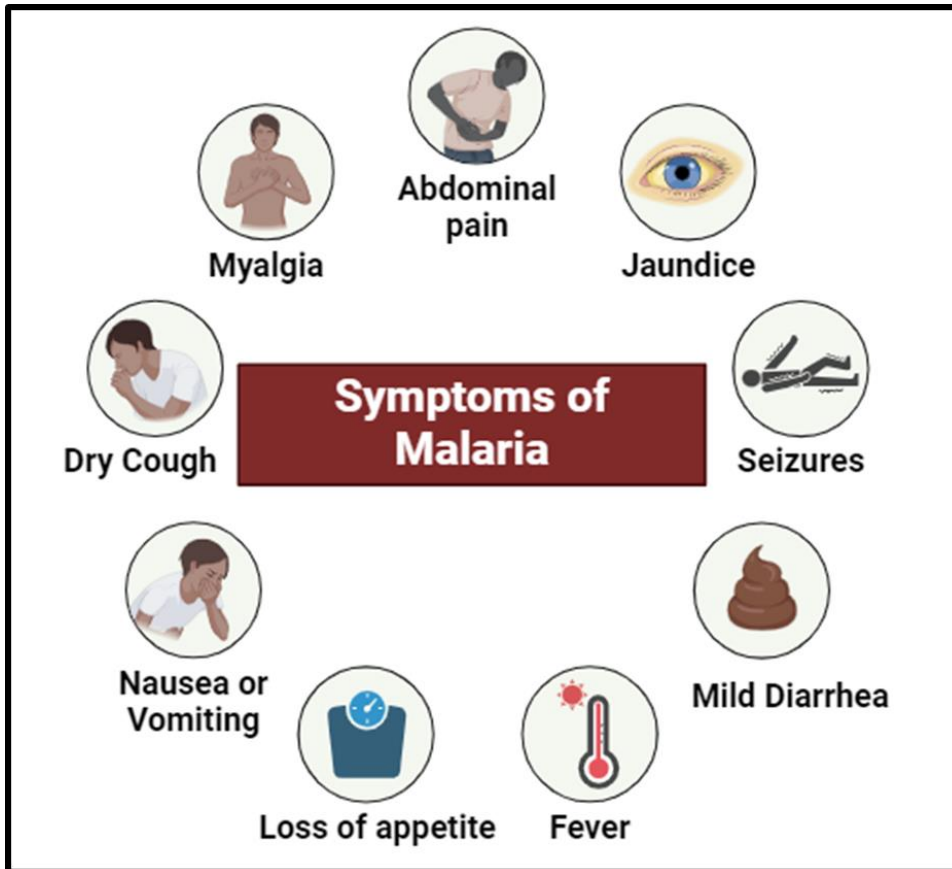 Abdominal
pain
Myalgia
Jaundice
Symptoms of
Malaria
Dry Cough
Seizures
Nausea or
Vomiting
Mild Diarrhea
Loss of appetite
Fever